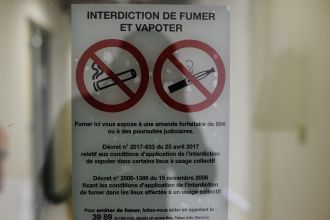 INTERDICTION DE FUMER
ET VAPOTER
Fumer ici vous expose à une amende forfaitaire de 68€
ou à des poursuites judiciaires.
Décret n° 2017-633 du 25 avril 2017
relatif aux conditions d'application de l'interdiction
de vapoter dans certains lieux à usage collectif
Décret n° 2006-1386 du 15 novembre 2006
fixant les conditions d'application de l'interdiction
de fumer dans les lieux affectés à un usage collectif
Pour arrêter de fumer, faites-vous aider en appelant le :
39 89